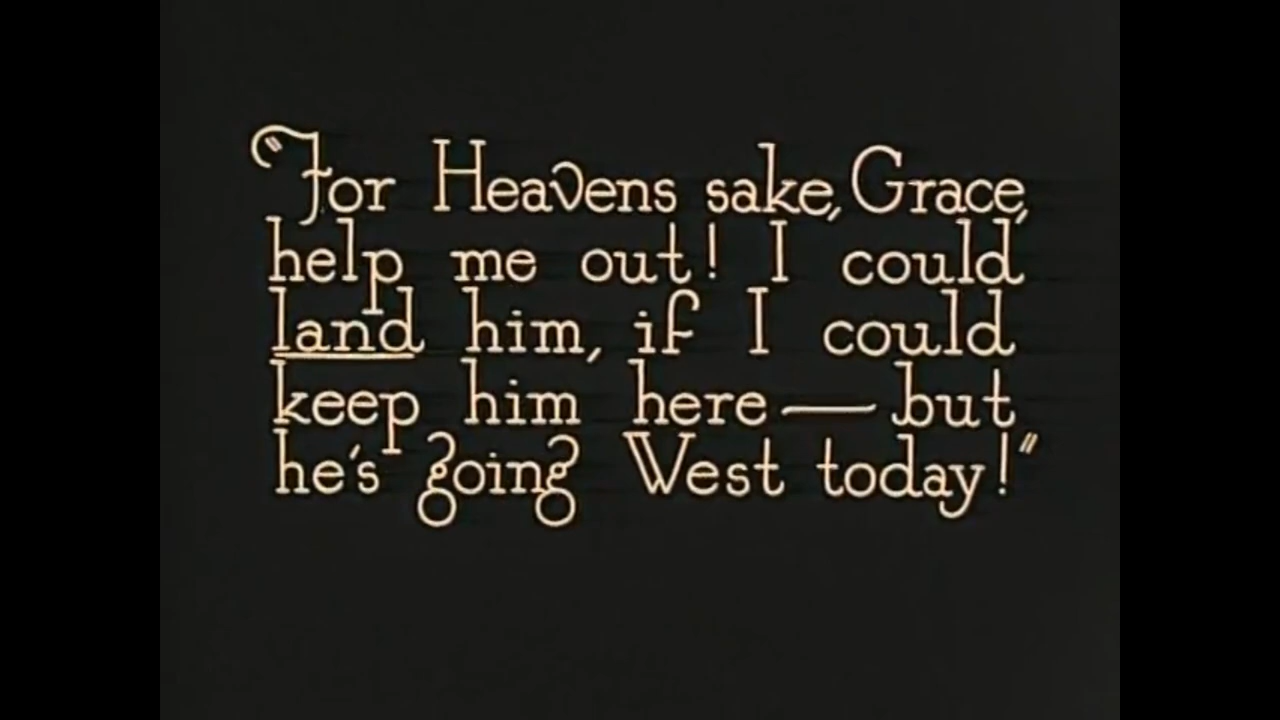 "For Heavens sake, Grace,
help me out! I could
land him, if I could
keep him here — but
he's going West today!"